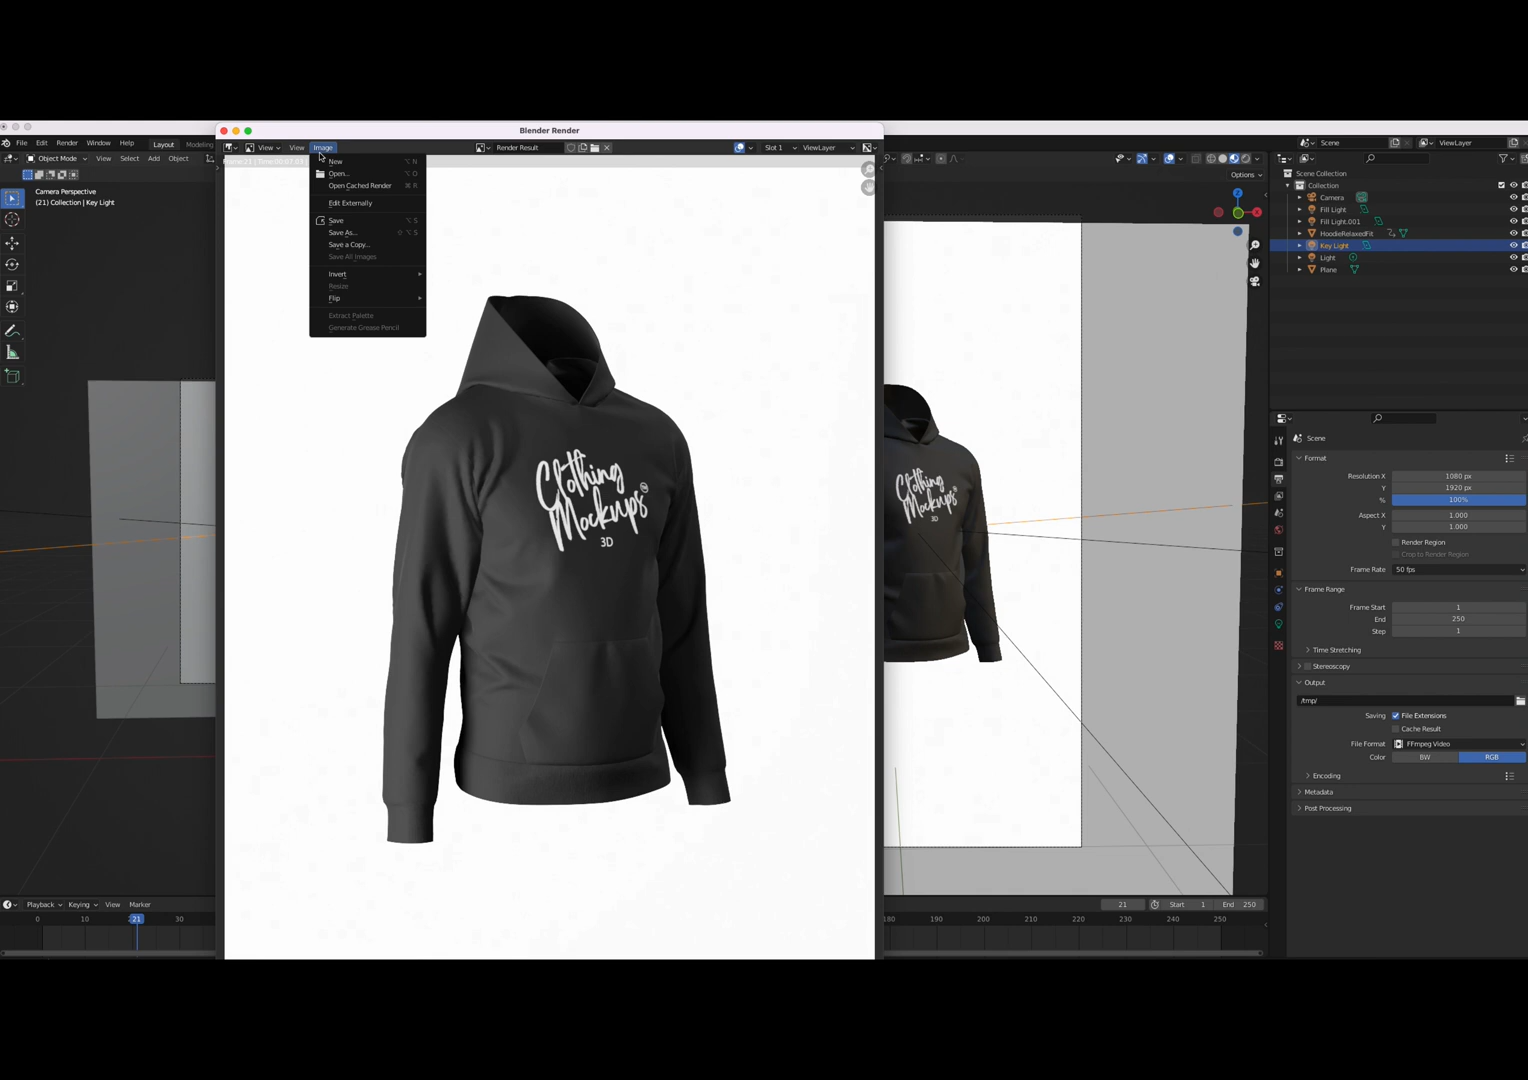 Blender Render
File Edit Render Window Help Layout Modeling
View View Image Render Result Slot 1 ViewLayer
Scene ViewLayer
Object Mode View Select Add Object
Options
Camera Perspective
(21) Collection | Key Light
New ⌥ N
Open... ⌥ O
Open Cached Render ⌘ R
Edit Externally
Save ⌥ S
Save As... ⇧ ⌥ S
Save a Copy...
Save All Images
Invert
Resize
Flip
Extract Palette
Generate Grease Pencil
Clothing
Mockups
3D
Clothing
Mockups
3D
Z
X
Scene Collection
Collection
Camera
Fill Light
Fill Light.001
HoodieRelaxedFit
Key Light
Light
Plane
Scene
Format
Resolution X 1080 px
Y 1920 px
% 100%
Aspect X 1.000
Y 1.000
Render Region
Crop to Render Region
Frame Rate 50 fps
Frame Range
Frame Start 1
End 250
Step 1
Time Stretching
Stereoscopy
Output
/tmp/
Saving File Extensions
Cache Result
File Format FFmpeg Video
Color BW RGB
Encoding
Metadata
Post Processing
Playback Keying View Marker
21 Start 1 End 250
0 10 21 30 180 190 200 210 220 230 240 250